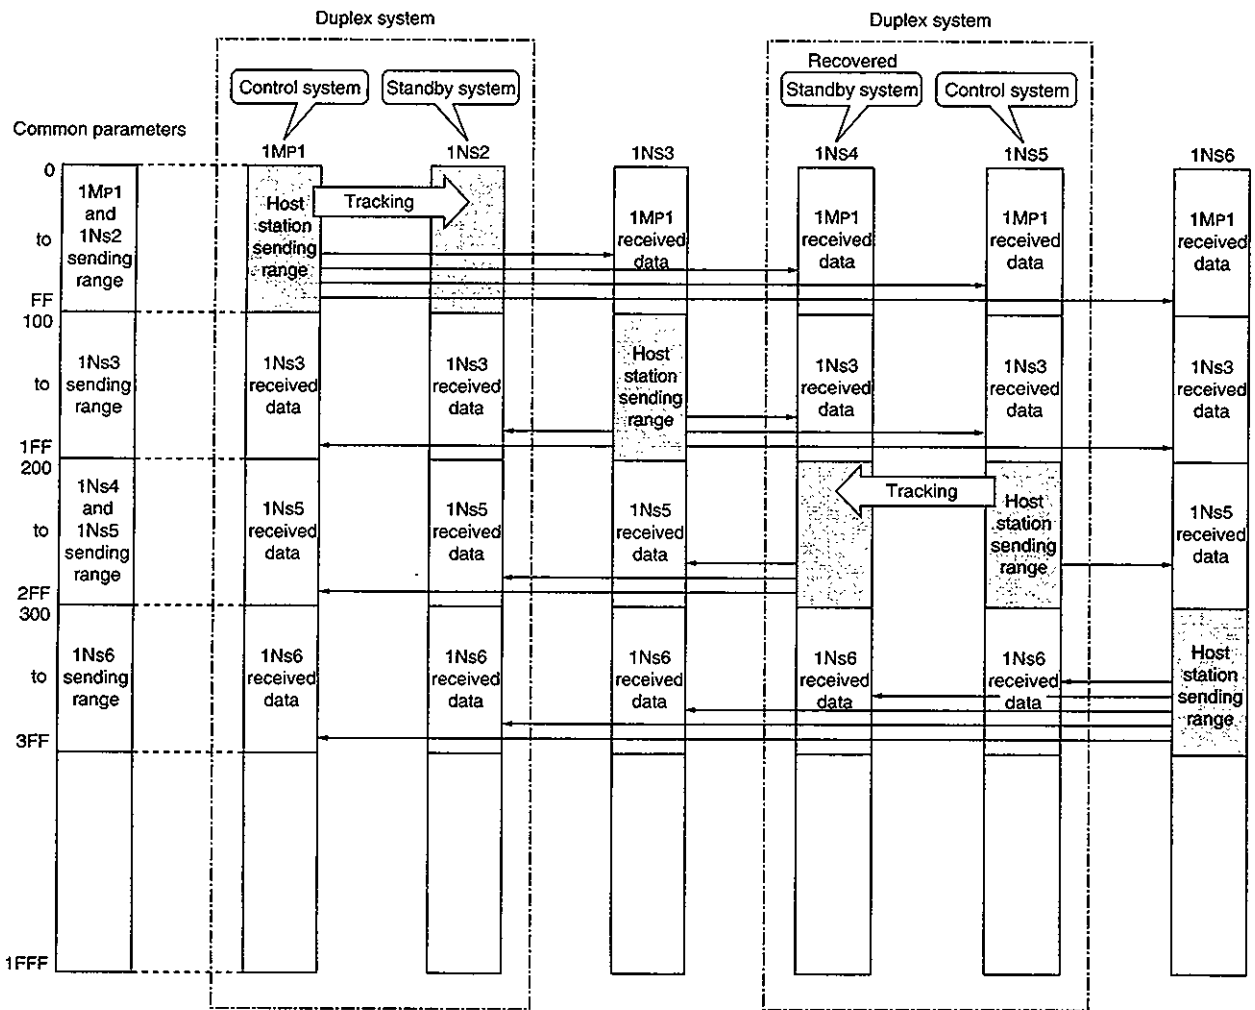 Duplex system
Duplex system
Recovered
Control system
Standby system
Standby system
Control system
Common parameters
1MP1
1NS2
1NS3
1NS4
1NS5
1NS6
0
to
FF
100
to
1FF
200
to
2FF
300
to
3FF
1FFF
1MP1
and
1NS2
sending
range
1NS3
sending
range
1NS4
and
1NS5
sending
range
1NS6
sending
range
Host
station
sending
range
Tracking
1MP1
received
data
1MP1
received
data
1MP1
received
data
1MP1
received
data
1NS3
received
data
1NS3
received
data
Host
station
sending
range
1NS3
received
data
1NS3
received
data
1NS3
received
data
1NS5
received
data
1NS5
received
data
1NS5
received
data
Tracking
Host
station
sending
range
1NS5
received
data
1NS6
received
data
1NS6
received
data
1NS6
received
data
1NS6
received
data
1NS6
received
data
Host
station
sending
range